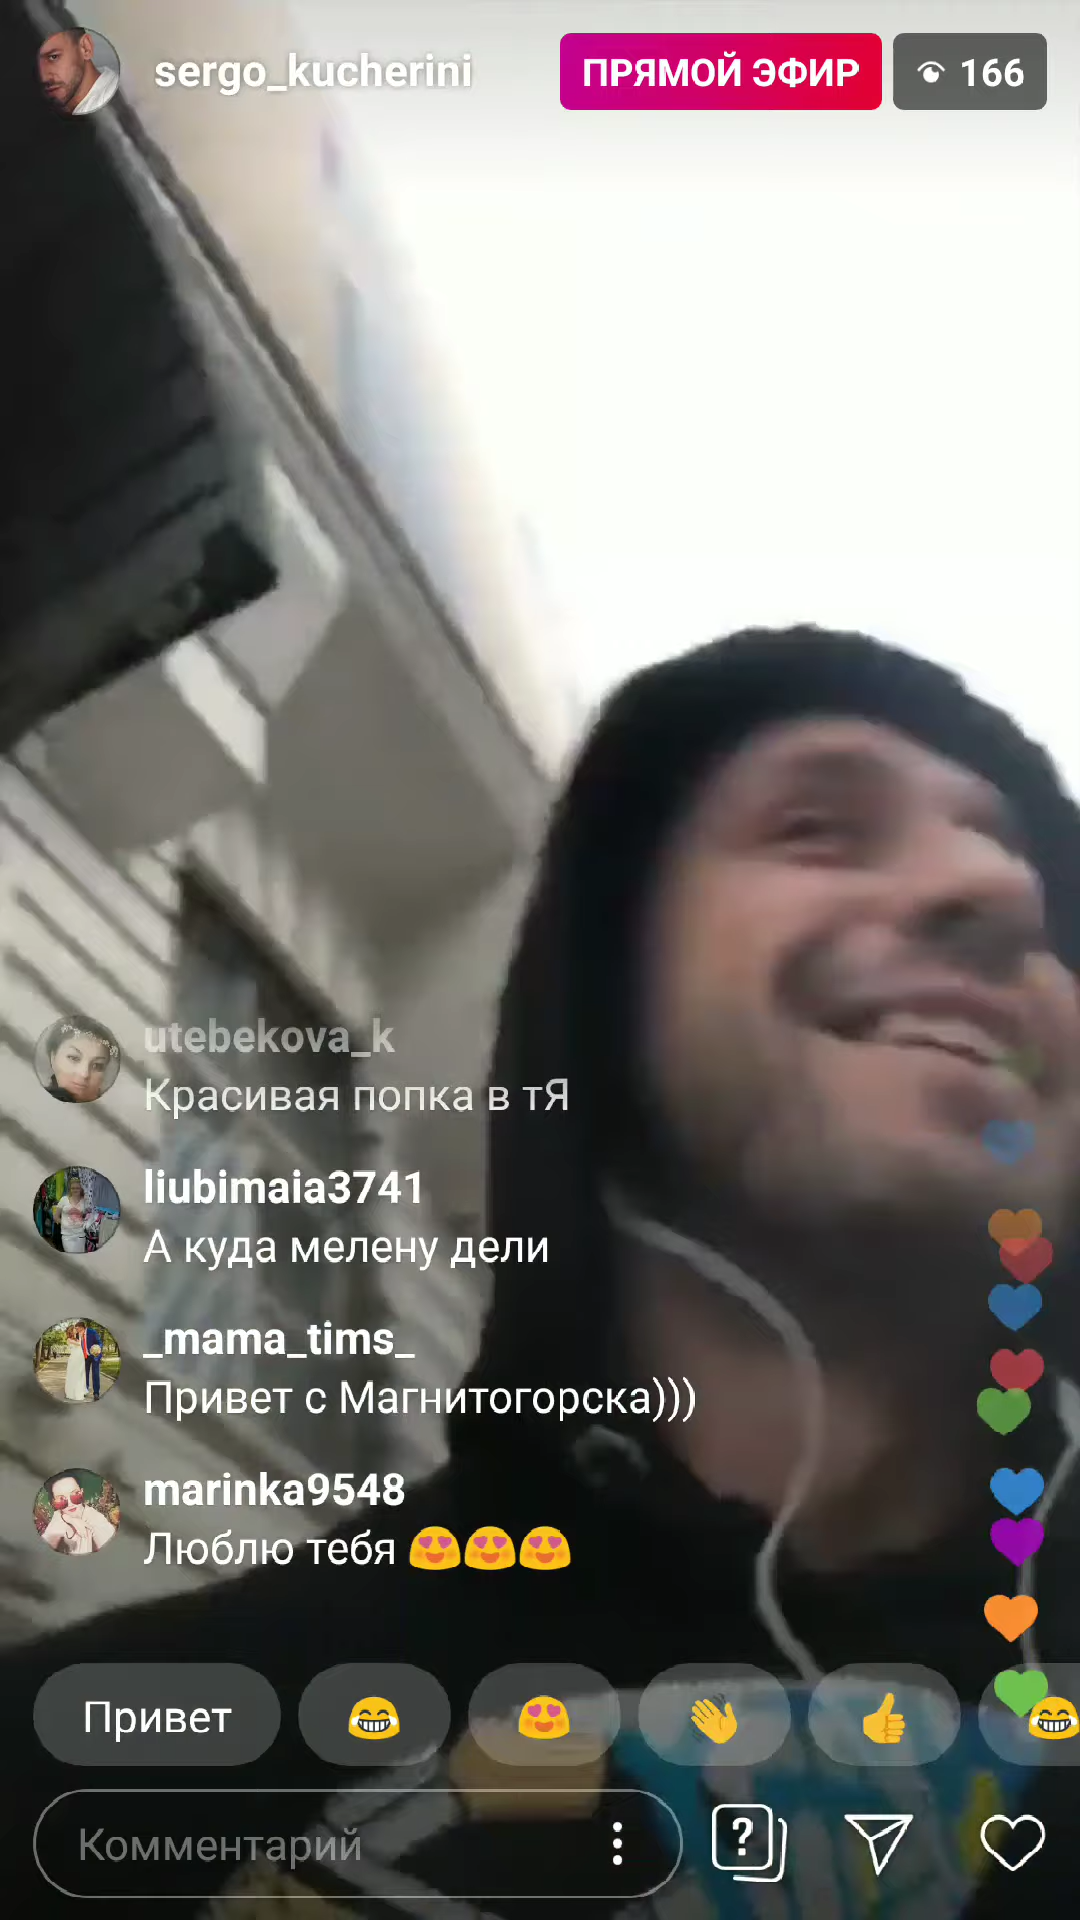 sergo_kucherini
ПРЯМОЙ ЭФИР
166
utebekova_k
Красивая попка в тЯ
liubimaia3741
А куда мелену дели
_mama_tims_
Привет с Магнитогорска)))
marinka9548
Люблю тебя 😍😍😍
Привет 😂 😍 👋 👍 😂
Комментарий